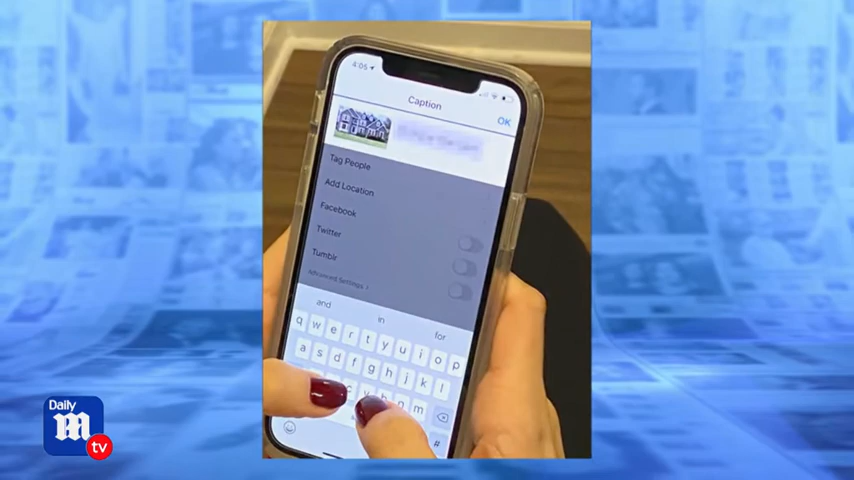 4:05
Caption
OK
Tag People
Add Location
Facebook
Twitter
Tumblr
Advanced Settings
and in for
q w e r t y u i o p
a s d f g h j k l
c v b n m
#
Daily
M
tv